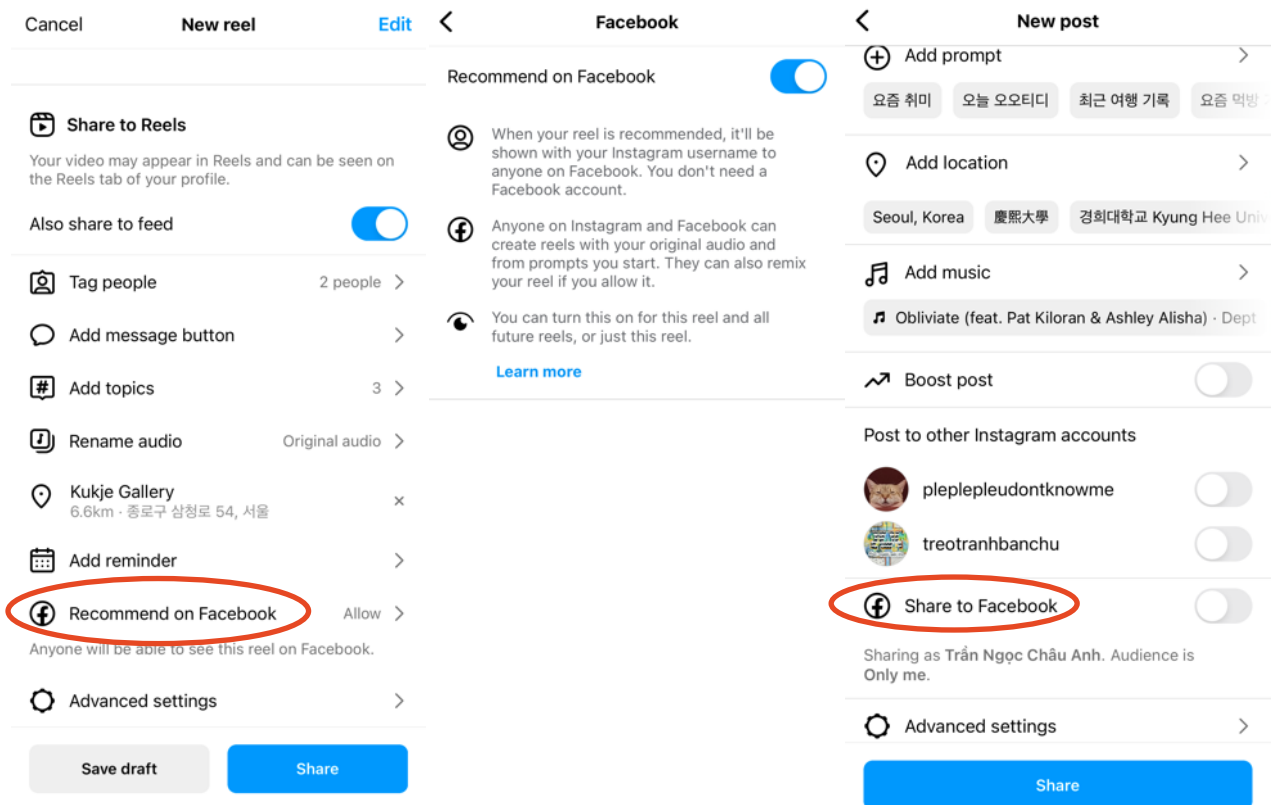 Cancel
New reel
Edit
Share to Reels
Your video may appear in Reels and can be seen on
the Reels tab of your profile.
Also share to feed
Tag people
2 people
Add message button
Add topics
3
Rename audio
Original audio
Kukje Gallery
6.6km · 종로구 삼청로 54, 서울
Add reminder
Recommend on Facebook
Allow
Anyone will be able to see this reel on Facebook.
Advanced settings
Save draft
Share
Facebook
Recommend on Facebook
When your reel is recommended, it'll be
shown with your Instagram username to
anyone on Facebook. You don't need a
Facebook account.
Anyone on Instagram and Facebook can
create reels with your original audio and
from prompts you start. They can also remix
your reel if you allow it.
You can turn this on for this reel and all
future reels, or just this reel.
Learn more
New post
Add prompt
요즘 취미
오늘 오오티디
최근 여행 기록
요즘 먹방
Add location
Seoul, Korea
慶熙大學
경희대학교 Kyung Hee Univ
Add music
Obliviate (feat. Pat Kiloran & Ashley Alisha) · Dept
Boost post
Post to other Instagram accounts
pleplepleudontknowme
treotranhbanchu
Share to Facebook
Sharing as Trần Ngọc Châu Anh. Audience is
Only me.
Advanced settings
Share